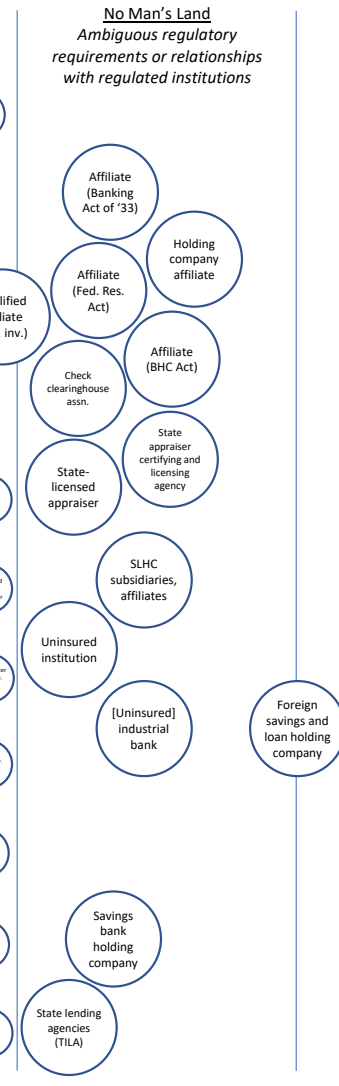 No Man’s Land
Ambiguous regulatory
requirements or relationships
with regulated institutions
Affiliate
(Banking
Act of ‘33)
Holding
company
affiliate
Affiliate
(Fed. Res.
Act)
inv.)
Affiliate
(BHC Act)
Check
clearinghouse
assn.
State
appraiser
certifying and
licensing
agency
State-
licensed
appraiser
SLHC
subsidiaries,
affiliates
Uninsured
institution
[Uninsured]
industrial
bank
Foreign
savings and
loan holding
company
Savings
bank
holding
company
State lending
agencies
(TILA)